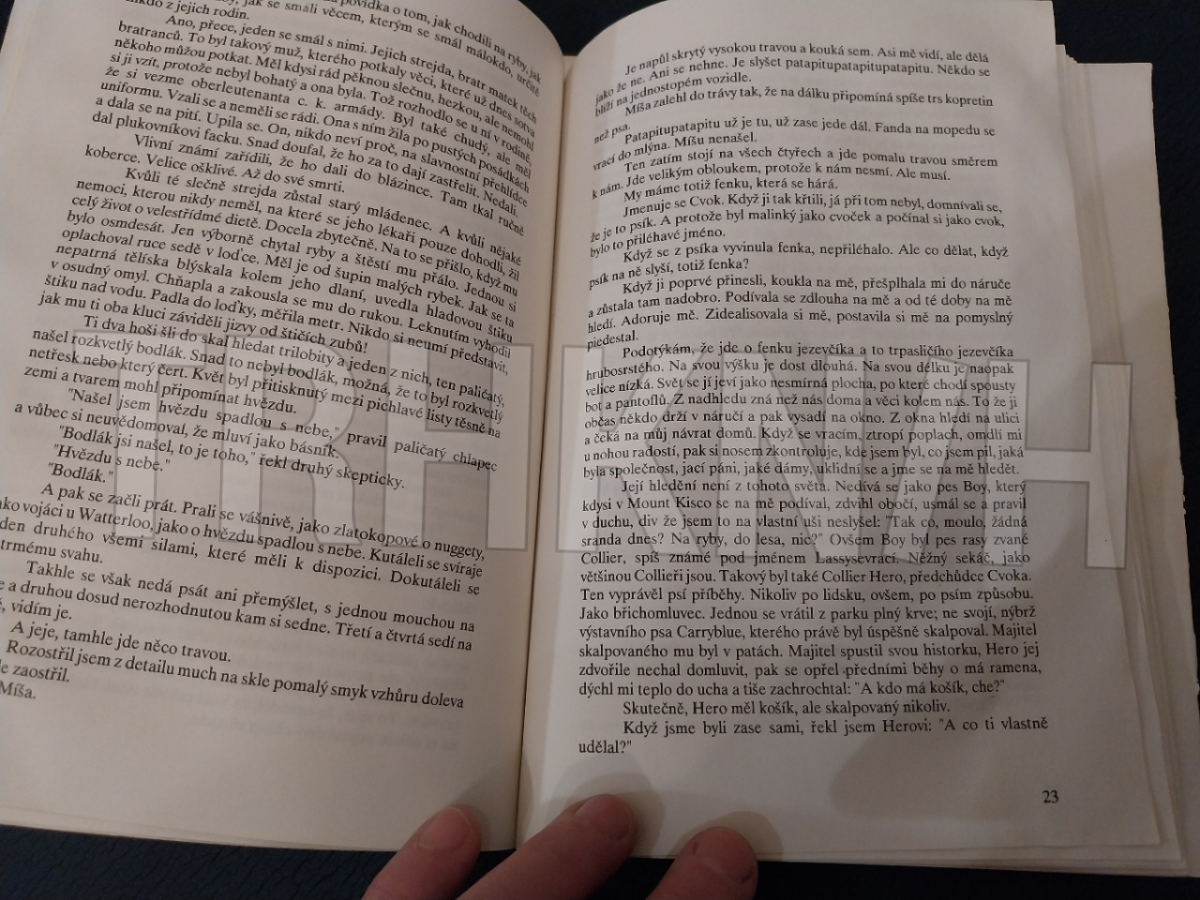 povídka o tom, jak chodili na ryby, jak
jak se smáli věcem, kterým se smál málokdo, určitě
nikdo z jejich rodin.
Ano, přece, jeden se smál s nimi. Jejich strejda, bratr matek těch
bratranců. To byl takový muž, kterého potkaly věci, které už dnes sotva
někoho můžou potkat. Měl kdysi rád pěknou slečnu, hezkou, ale nemohl
si ji vzít, protože nebyl bohatý a ona byla. Tož rozhodlo se u ní v rodině,
že si vezme oberleutenanta c. k. armády. Byl také chudý, ale měl
uniformu. Vzali se a neměli se rádi. Ona s ním žila po pustých posádkách
a dala se na pití. Upila se. On, nikdo neví proč, na slavnostní přehlídce
dal plukovníkovi facku. Snad doufal, že ho za to dají zastřelit. Nedali.
Vlivní známí zařídili, že ho dali do blázince. Tam tkal ručně
koberce. Velice ošklivé. Až do své smrti.
Kvůli té slečně strejda zůstal starý mládenec. A kvůli nějaké
nemoci, kterou nikdy neměl, na které se jeho lékaři pouze dohodli, žil
celý život o velestřídmé dietě. Docela zbytečně. Na to se přišlo, když mu
bylo osmdesát. Jen výborně chytal ryby a štěstí mu přálo. Jednou si
oplachoval ruce sedě v loďce. Měl je od šupin malých rybek. Jak se ta
nepatrná tělíska blýskala kolem jeho dlaní, uvedla hladovou štiku
v osudný omyl. Chňapla a zakousla se mu do rukou. Leknutím vyhodil
štiku nad vodu. Padla do loďky, měřila metr. Nikdo si neumí představit,
jak mu ti oba kluci záviděli jizvy od štičích zubů!
Ti dva hoši šli do skal hledat trilobity a jeden z nich, ten paličatý,
našel rozkvetlý bodlák. Snad to nebyl bodlák, možná, že to byl rozkvetlý
netřesk nebo který čert. Květ byl přitisknutý mezi pichlavé listy těsně na
zemi a tvarem mohl připomínat hvězdu.
"Našel jsem hvězdu spadlou s nebe," pravil paličatý chlapec
a vůbec si neuvědomoval, že mluví jako básník.
"Bodlák jsi našel, to je toho," řekl druhý skepticky.
"Hvězdu s nebe."
"Bodlák."
A pak se začli prát. Prali se vášnivě, jako zlatokopové o nuggety,
jako vojáci u Watterloo, jako o hvězdu spadlou s nebe. Kutáleli se svíraje
jeden druhého všemi silami, které měli k dispozici. Dokutáleli se
strmému svahu.
Takhle se však nedá psát ani přemýšlet, s jednou mouchou na
e a druhou dosud nerozhodnutou kam si sedne. Třetí a čtvrtá sedí na
, vidím je.
A jeje, tamhle jde něco travou.
Rozostřil jsem z detailu much na skle pomalý smyk vzhůru doleva
le zaostřil.
Míša.
Je napůl skrytý vysokou travou a kouká sem. Asi mě vidí, ale dělá
jako že ne. Ani se nehne. Je slyšet patapitupatapitupatapitu. Někdo se
blíží na jednostopém vozidle.
Míša zalehl do trávy tak, že na dálku připomíná spíše trs kopretin
než psa.
Patapitupatapitu už je tu, už zase jede dál. Fanda na mopedu se
vrací do mlýna. Míšu nenašel.
Ten zatím stojí na všech čtyřech a jde pomalu travou směrem
k nám. Jde velikým obloukem, protože k nám nesmí. Ale musí.
My máme totiž fenku, která se hárá.
Jmenuje se Cvok. Když ji tak křtili, já při tom nebyl, domnívali se,
že je to psík. A protože byl malinký jako cvoček a počínal si jako cvok,
bylo to příléhavé jméno.
Když se z psíka vyvinula fenka, nepřiléhalo. Ale co dělat, když
psík na ně slyší, totiž fenka?
Když ji poprvé přinesli, koukla na mě, přešplhala mi do náruče
a zůstala tam nadobro. Podívala se zdlouha na mě a od té doby na mě
hledí. Adoruje mě. Zidealisovala si mě, postavila si mě na pomyslný
piedestal.
Podotýkám, že jde o fenku jezevčíka a to trpasličího jezevčíka
hrubosrstého. Na svou výšku je dost dlouhá. Na svou délku je naopak
velice nízká. Svět se jí jeví jako nesmírná plocha, po které chodí spousty
bot a pantoflů. Z nadhledu zná než nás doma a věci kolem nás. To že ji
občas někdo drží v náručí a pak vysadí na okno. Z okna hledí na ulici
a čeká na můj návrat domů. Když se vracím, ztropí poplach, omdlí mi
u nohou radostí, pak si nosem zkontroluje, kde jsem byl, co jsem pil, jaká
byla společnost, jací páni, jaké dámy, uklidní se a jme se na mě hledět.
Její hledění není z tohoto světa. Nedívá se jako pes Boy, který
kdysi v Mount Kisco se na mě podíval, zdvihl obočí, usmál se a pravil
v duchu, div že jsem to na vlastní uši neslyšel: "Tak co, moulo, žádná
sranda dnes? Na ryby, do lesa, nic?" Ovšem Boy byl pes rasy zvané
Collier, spíš známé pod jménem Lassysevrací. Něžný sekáč, jako
většinou Collieři jsou. Takový byl také Collier Hero, předchůdce Cvoka.
Ten vyprávěl psí příběhy. Nikoliv po lidsku, ovšem, po psím způsobu.
Jako břichomluvec. Jednou se vrátil z parku plný krve; ne svojí, nýbrž
výstavního psa Carryblue, kterého právě byl úspěšně skalpoval. Majitel
skalpovaného mu byl v patách. Majitel spustil svou historku, Hero jej
zdvořile nechal domluvit, pak se opřel předními běhy o má ramena,
dýchl mi teplo do ucha a tiše zachrochtal: "A kdo má košík, che?"
Skutečně, Hero měl košík, ale skalpovaný nikoliv.
Když jsme byli zase sami, řekl jsem Herovi: "A co ti vlastně
udělal?"
23
TRH KNIH